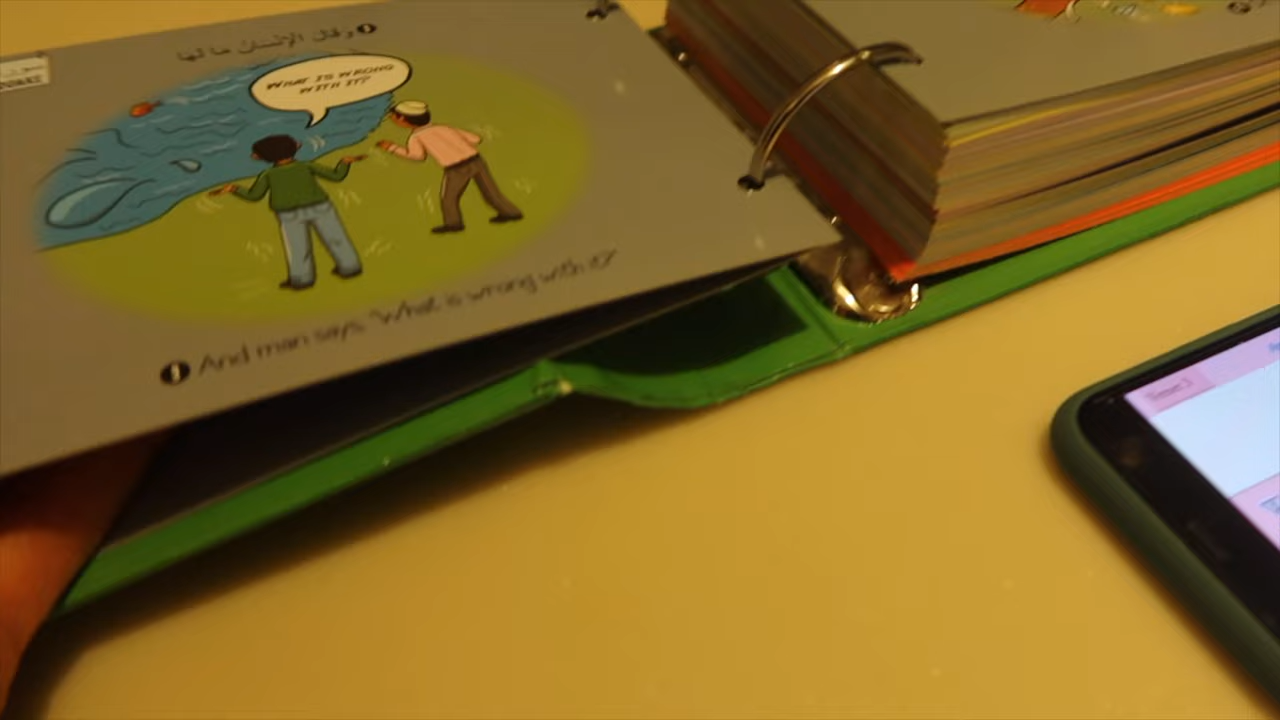 وقال الإنسان ما لها
WHAT IS WRONG
WITH IT?
And man says "What is wrong with it?"